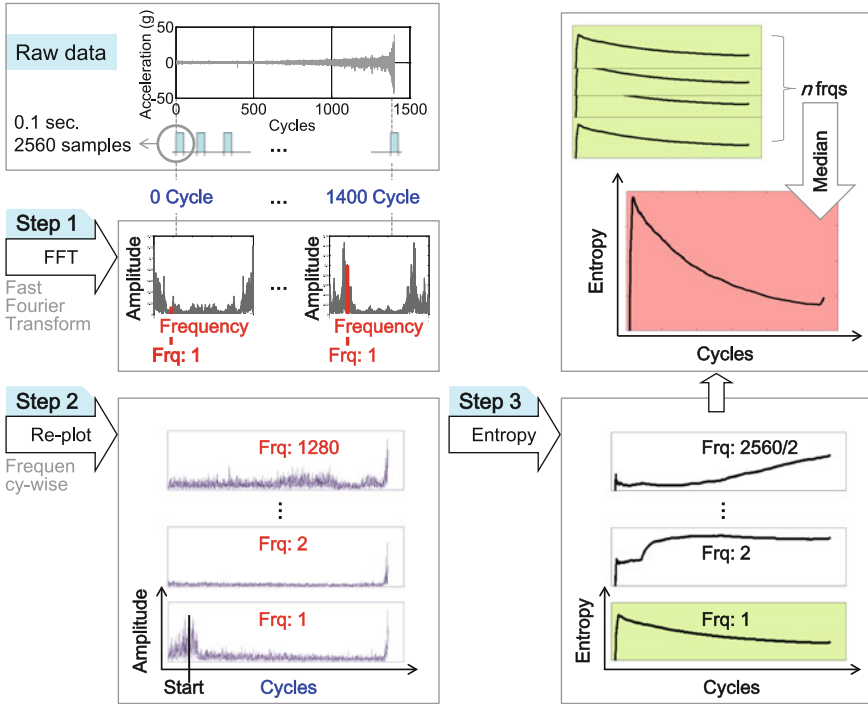 Raw data
Acceleration (g)
50
0
-50
0
500
1000
1500
Cycles
0.1 sec.
2560 samples
...
0 Cycle
...
1400 Cycle
Step 1
FFT
Fast
Fourier
Transform
Amplitude
Frequency
Frq: 1
...
Amplitude
Frequency
Frq: 1
Step 2
Re-plot
Frequen
cy-wise
Frq: 1280
...
Frq: 2
Amplitude
Frq: 1
Start
Cycles
Step 3
Entropy
Frq: 2560/2
...
Frq: 2
Entropy
Frq: 1
Cycles
n frqs
Median
Entropy
Cycles